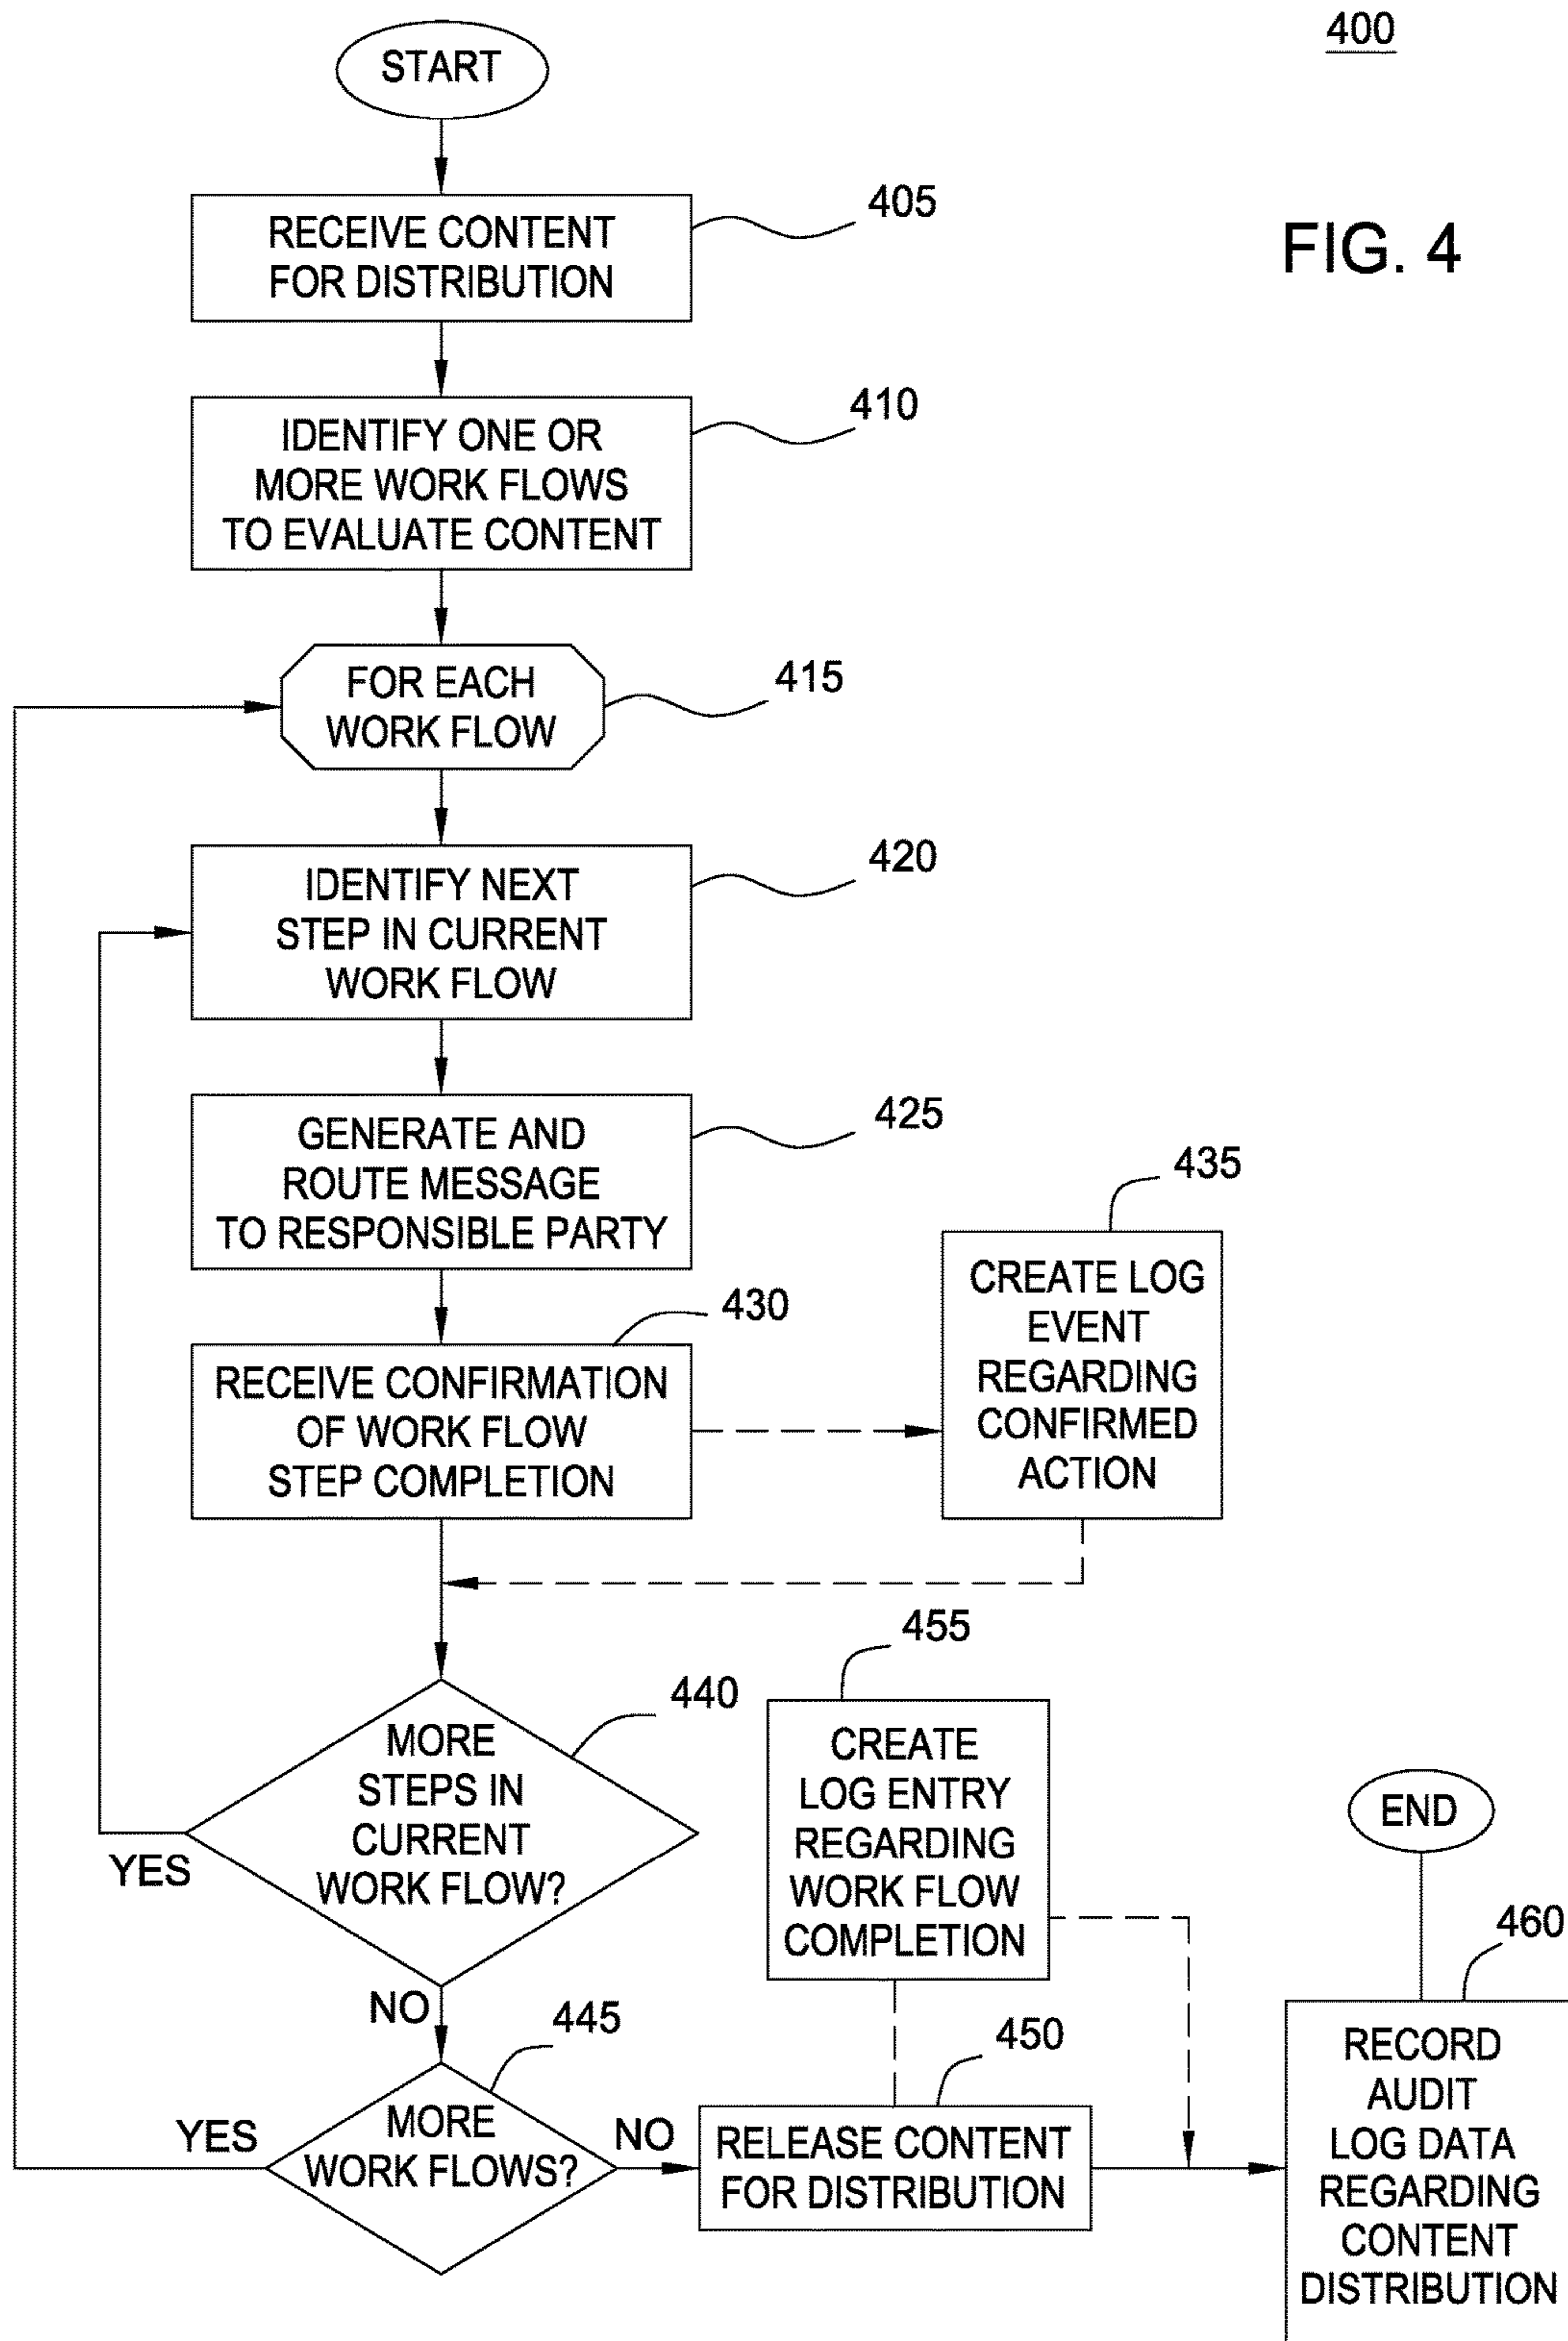 400
START
FIG. 4
405
RECEIVE CONTENT
FOR DISTRIBUTION
410
IDENTIFY ONE OR
MORE WORK FLOWS
TO EVALUATE CONTENT
415
FOR EACH
WORK FLOW
420
IDENTIFY NEXT
STEP IN CURRENT
WORK FLOW
425
GENERATE AND
ROUTE MESSAGE
TO RESPONSIBLE PARTY
430
RECEIVE CONFIRMATION
OF WORK FLOW
STEP COMPLETION
435
CREATE LOG
EVENT
REGARDING
CONFIRMED
ACTION
440
MORE
STEPS IN
CURRENT
WORK FLOW?
YES
NO
445
MORE
WORK FLOWS?
YES
NO
455
CREATE
LOG ENTRY
REGARDING
WORK FLOW
COMPLETION
450
RELEASE CONTENT
FOR DISTRIBUTION
END
460
RECORD
AUDIT
LOG DATA
REGARDING
CONTENT
DISTRIBUTION